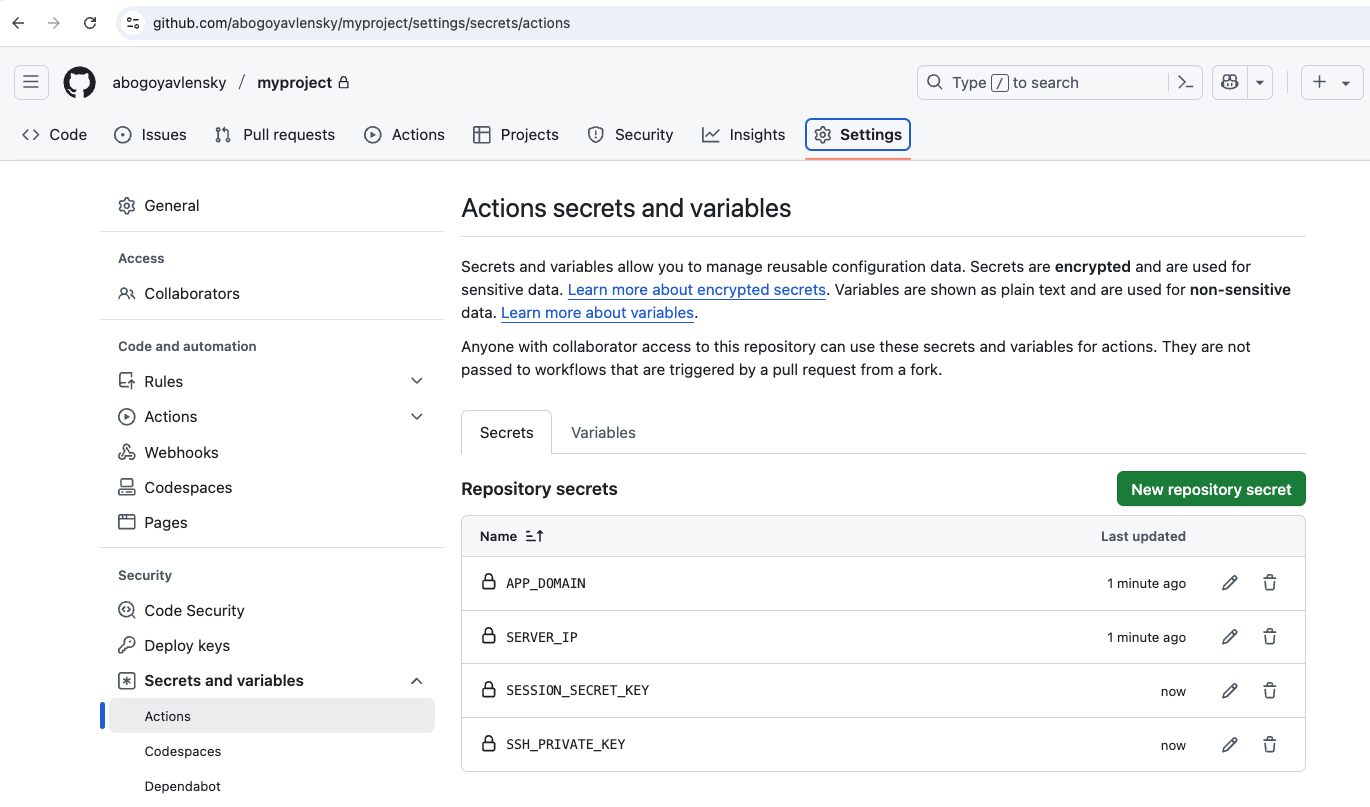 github.com/abogoyavlensky/myproject/settings/secrets/actions
abogoyavlensky / myproject
Type / to search
Code Issues Pull requests Actions Projects Security Insights Settings
General
Access
Collaborators
Code and automation
Rules
Actions
Webhooks
Codespaces
Pages
Security
Code Security
Deploy keys
Secrets and variables
Actions
Codespaces
Dependabot
Actions secrets and variables
Secrets and variables allow you to manage reusable configuration data. Secrets are encrypted and are used for
sensitive data. Learn more about encrypted secrets. Variables are shown as plain text and are used for non-sensitive
data. Learn more about variables.
Anyone with collaborator access to this repository can use these secrets and variables for actions. They are not
passed to workflows that are triggered by a pull request from a fork.
Secrets Variables
Repository secrets New repository secret
Name Last updated
APP_DOMAIN 1 minute ago
SERVER_IP 1 minute ago
SESSION_SECRET_KEY now
SSH_PRIVATE_KEY now